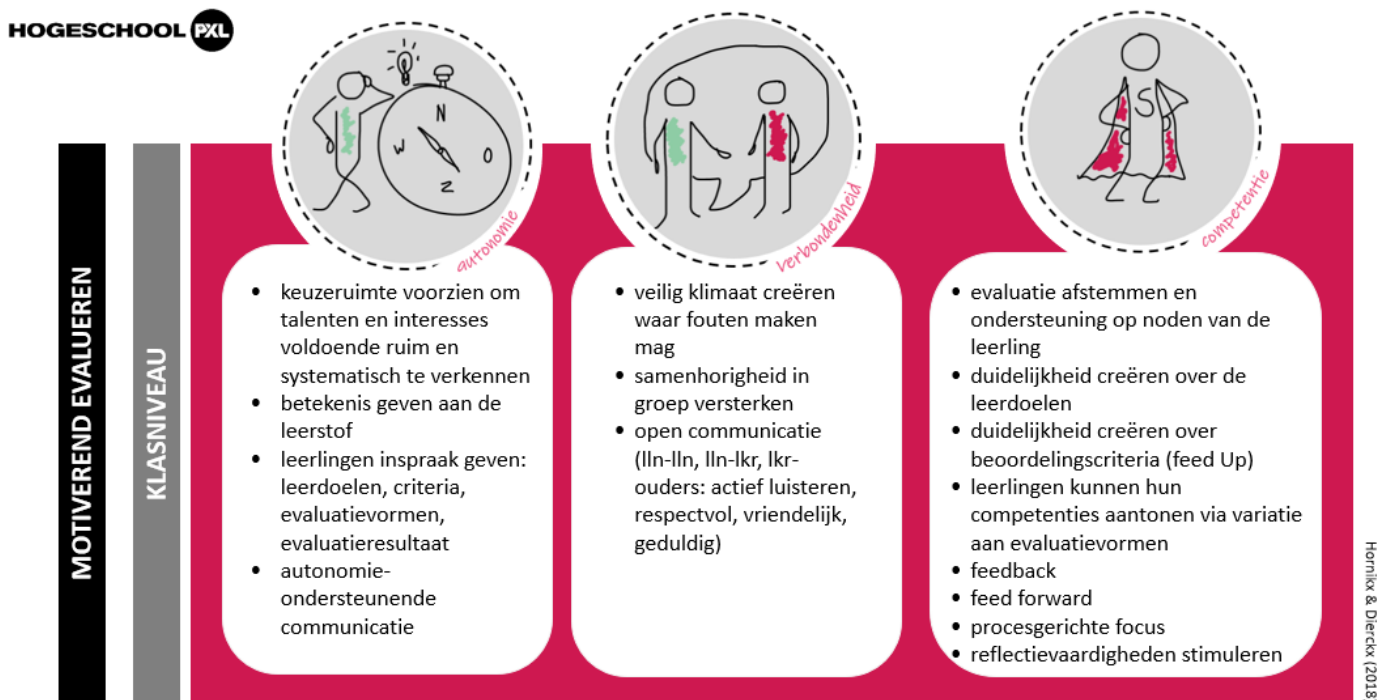 HOGESCHOOL PXL
N
W
O
Z
S
autonomie
verbondenheid
competentie
MOTIVEREND EVALUEREN
KLASNIVEAU
• keuzeruimte voorzien om
talenten en interesses
voldoende ruim en
systematisch te verkennen
• betekenis geven aan de
leerstof
• leerlingen inspraak geven:
leerdoelen, criteria,
evaluatievormen,
evaluatieresultaat
• autonomie-
ondersteunende
communicatie
• veilig klimaat creëren
waar fouten maken
mag
• samenhorigheid in
groep versterken
• open communicatie
(lln-lln, lln-lkr, lkr-
ouders: actief luisteren,
respectvol, vriendelijk,
geduldig)
• evaluatie afstemmen en
ondersteuning op noden van de
leerling
• duidelijkheid creëren over de
leerdoelen
• duidelijkheid creëren over
beoordelingscriteria (feed Up)
• leerlingen kunnen hun
competenties aantonen via variatie
aan evaluatievormen
• feedback
• feed forward
• procesgerichte focus
• reflectievaardigheden stimuleren
Hornikx & Dierckx (2018